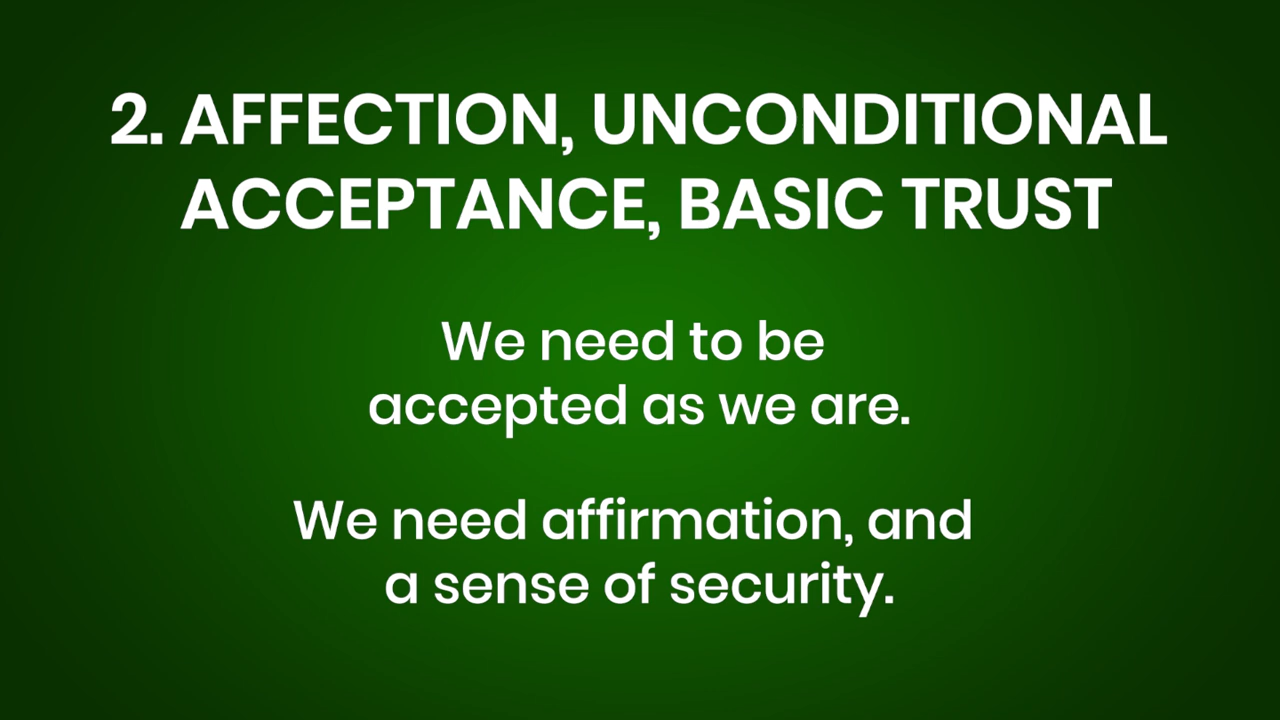 2. AFFECTION, UNCONDITIONAL
ACCEPTANCE, BASIC TRUST
We need to be
accepted as we are.
We need affirmation, and
a sense of security.